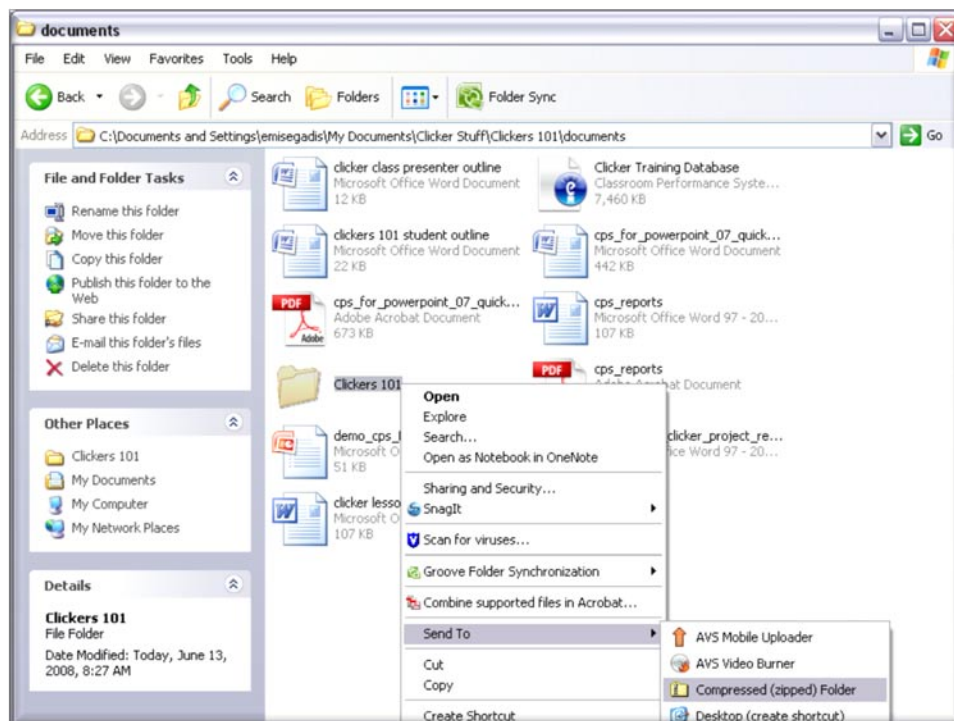 documents
File Edit View Favorites Tools Help
Back Search Folders Folder Sync
Address C:\Documents and Settings\emisegadis\My Documents\Clicker Stuff\Clickers 101\documents Go
File and Folder Tasks
Rename this folder
Move this folder
Copy this folder
Publish this folder to the
Web
Share this folder
E-mail this folder's files
Delete this folder
Other Places
Clickers 101
My Documents
My Computer
My Network Places
Details
Clickers 101
File Folder
Date Modified: Today, June 13,
2008, 8:27 AM
clicker class presenter outline
Microsoft Office Word Document
12 KB
Clicker Training Database
Classroom Performance Syste...
7,460 KB
clickers 101 student outline
Microsoft Office Word Document
22 KB
cps_for_powerpoint_07_quick...
Microsoft Office Word Document
442 KB
PDF
Adobe
cps_for_powerpoint_07_quick...
Adobe Acrobat Document
673 KB
cps_reports
Microsoft Office Word 97 - 20...
107 KB
Clickers 101
PDF
cps_reports
Adobe Acrobat Document
demo_cps_
Microsoft O
51 KB
clicker_project_re...
ice Word 97 - 20...
clicker lesso
Microsoft O
107 KB
Open
Explore
Search...
Open as Notebook in OneNote
Sharing and Security...
SnagIt
Scan for viruses...
Groove Folder Synchronization
Combine supported files in Acrobat...
Send To
Cut
Copy
Create Shortcut
AVS Mobile Uploader
AVS Video Burner
Compressed (zipped) Folder
Desktop (create shortcut)